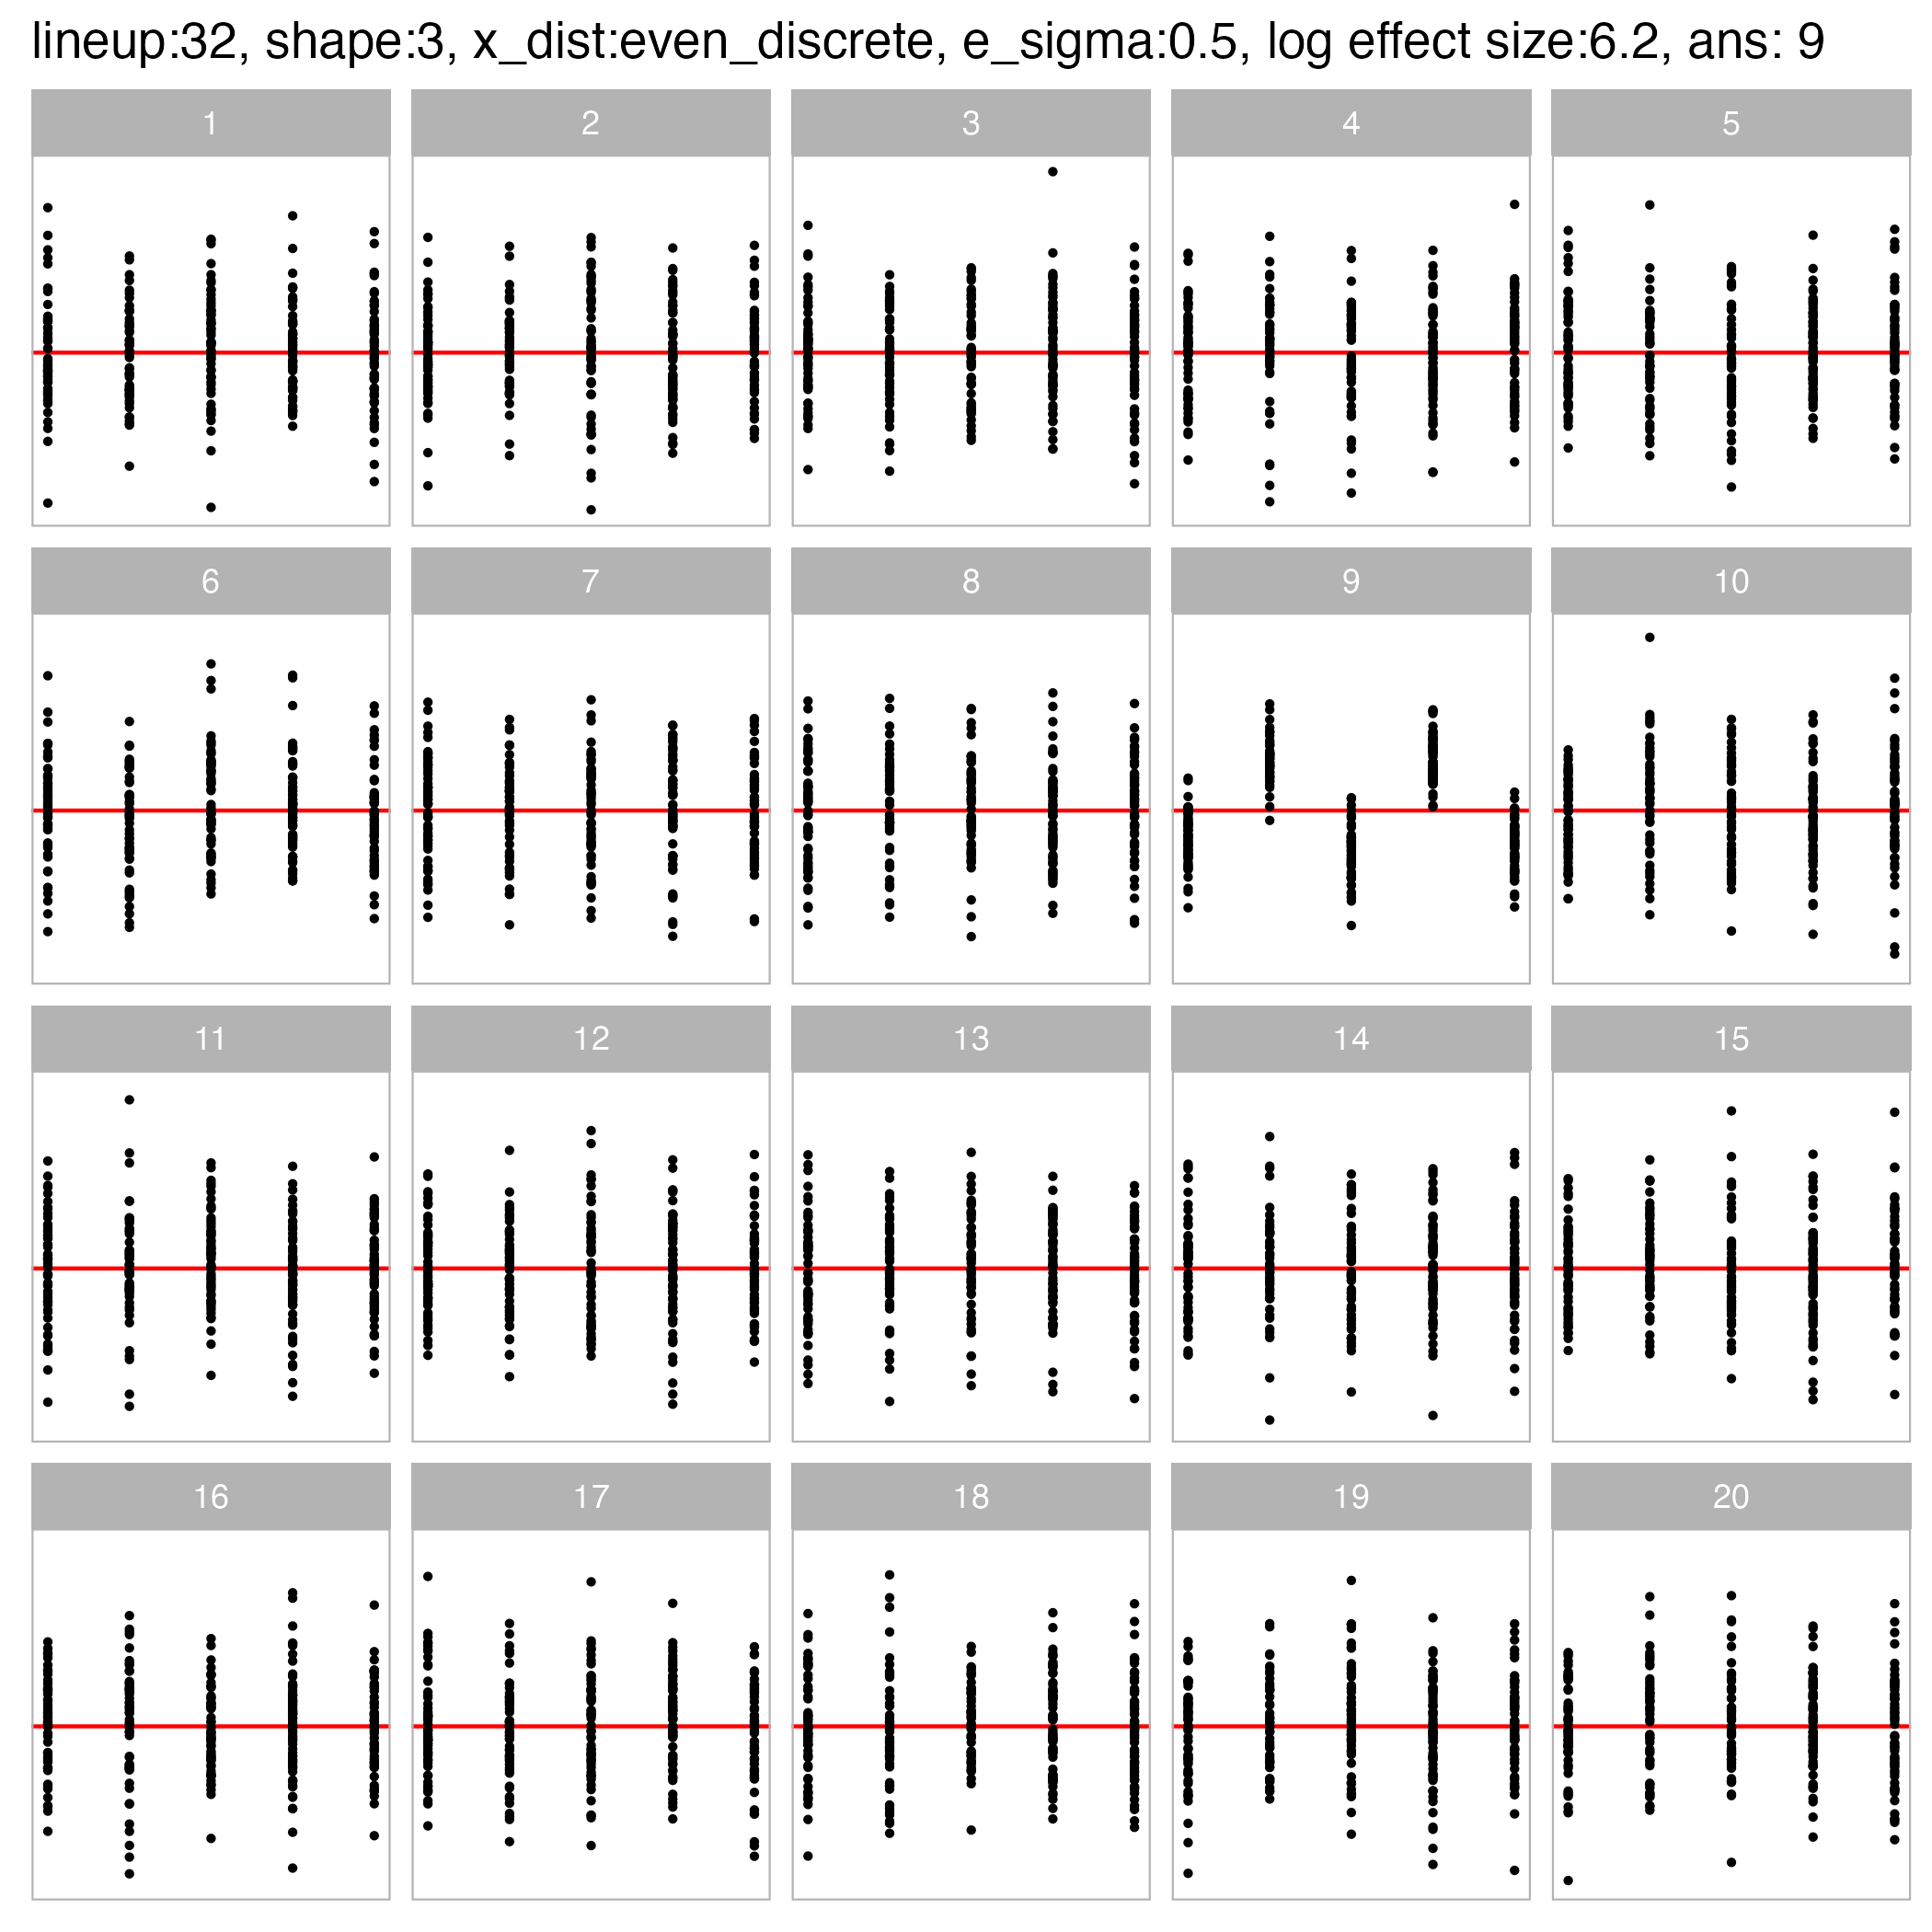 lineup:32, shape:3, x_dist:even_discrete, e_sigma:0.5, log effect size:6.2, ans: 9
1 2 3 4 5
6 7 8 9 10
11 12 13 14 15
16 17 18 19 20